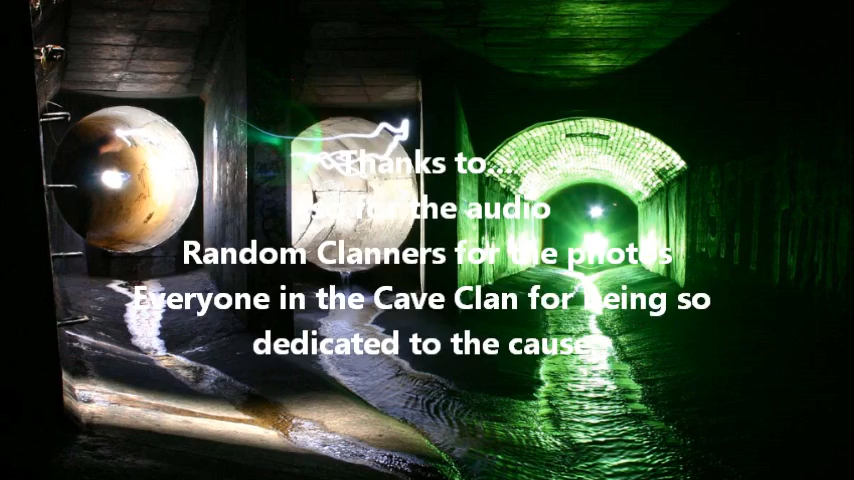 Thanks to....
for the audio
Random Clanners for the photos
Everyone in the Cave Clan for being so
dedicated to the cause